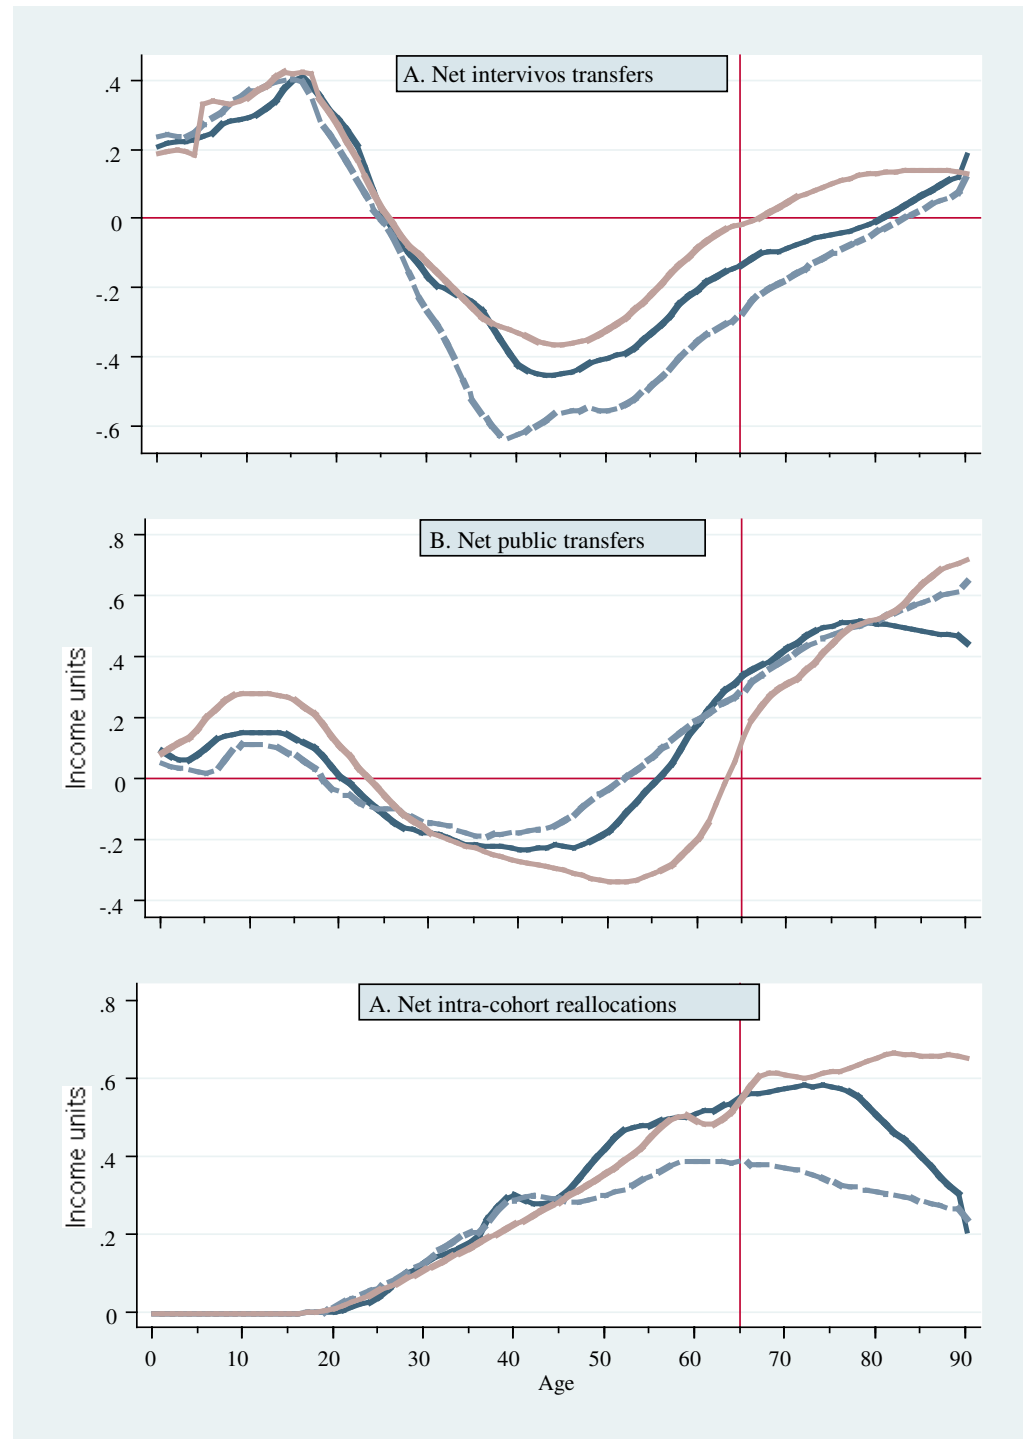 A. Net intervivos transfers
.4
.2
0
-.2
-.4
-.6
B. Net public transfers
.8
.6
.4
.2
0
-.2
-.4
Income units
A. Net intra-cohort reallocations
.8
.6
.4
.2
0
Income units
0 10 20 30 40 50 60 70 80 90
Age